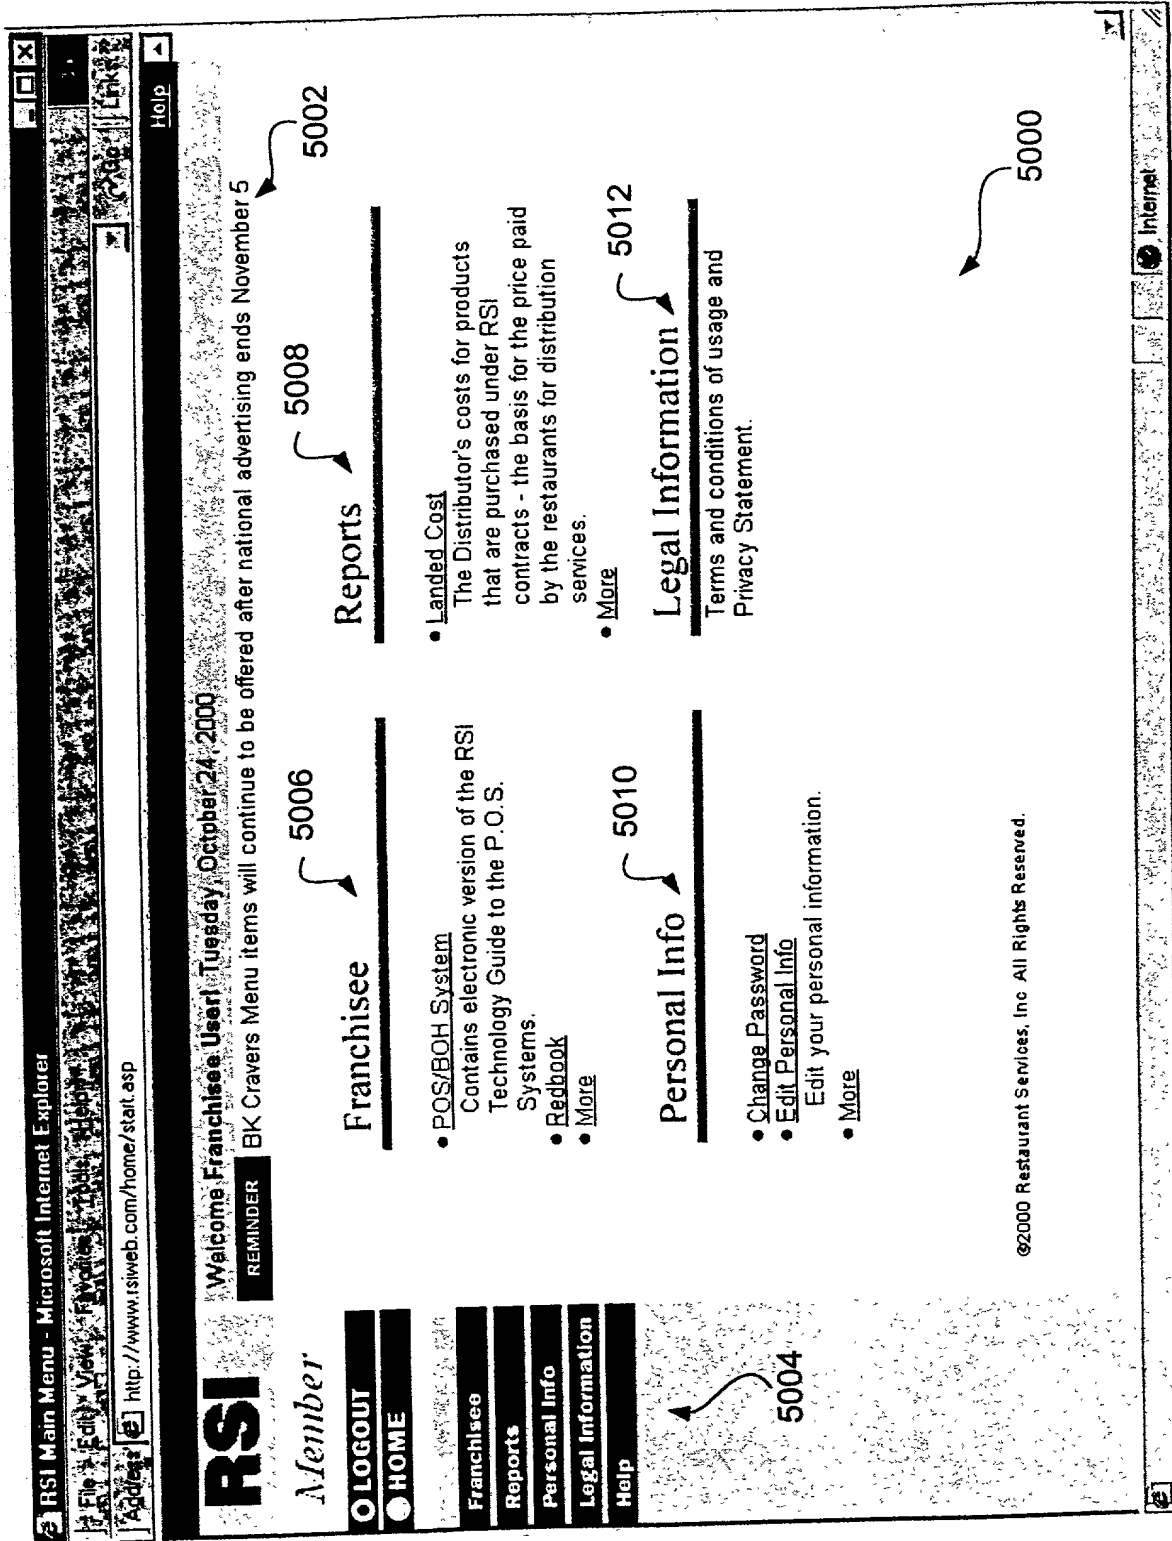 RSI Main Menu - Microsoft Internet Explorer
File Edit View Favorites Tools Help
Address http://www.rsiweb.com/home/start.asp Go Links
Help
RSI
Welcome Franchisee User! Tuesday, October 24, 2000
REMINDER BK Cravers Menu items will continue to be offered after national advertising ends November 5
5002
Member
LOGOUT
HOME
Franchisee
Reports
Personal Info
Legal Information
Help
5004
Franchisee
5006
• POS/BOH System
Contains electronic version of the RSI
Technology Guide to the P.O.S.
Systems.
• Redbook
• More
Reports
5008
• Landed Cost
The Distributor's costs for products
that are purchased under RSI
contracts - the basis for the price paid
by the restaurants for distribution
services.
• More
Personal Info
5010
• Change Password
• Edit Personal Info
Edit your personal information.
• More
Legal Information
5012
Terms and conditions of usage and
Privacy Statement.
5000
©2000 Restaurant Services, Inc All Rights Reserved.
Internet